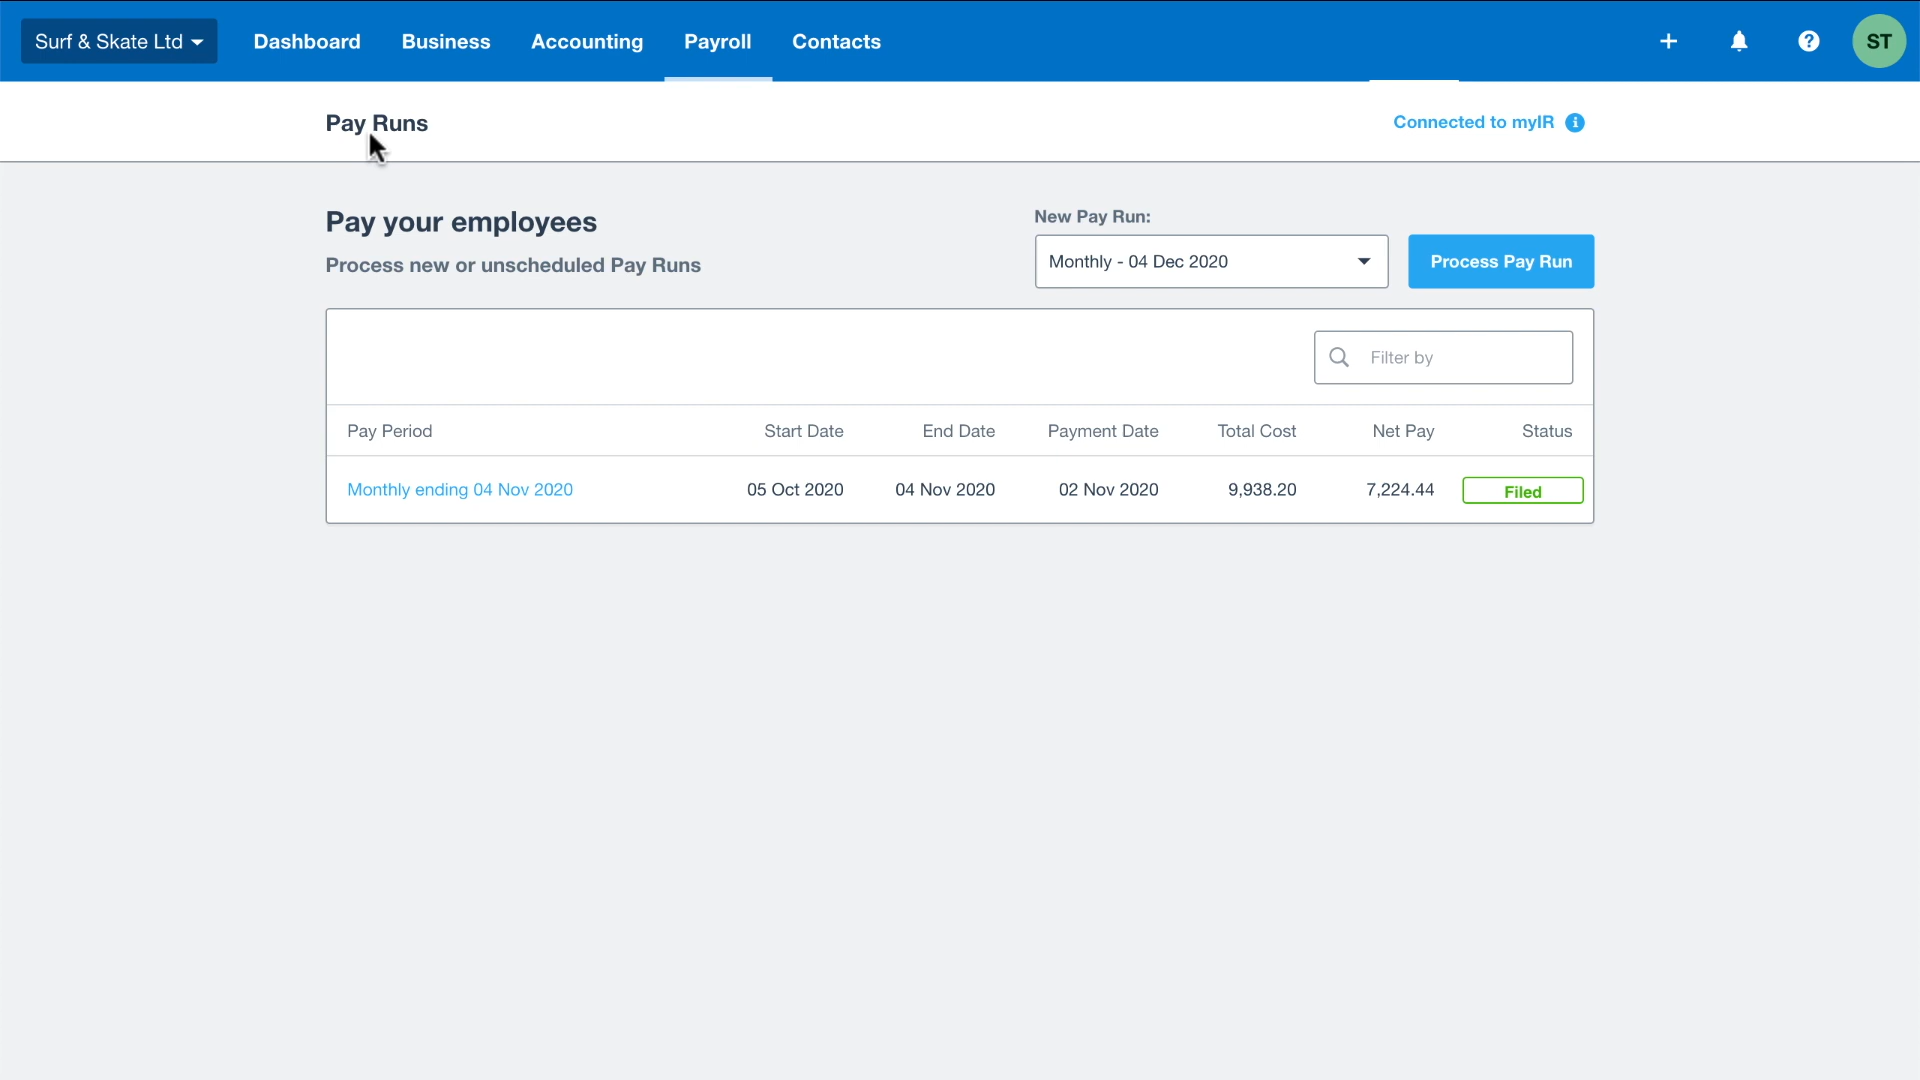 Surf & Skate Ltd Dashboard Business Accounting Payroll Contacts ST
Pay Runs Connected to myIR
Pay your employees
Process new or unscheduled Pay Runs
New Pay Run:
Monthly - 04 Dec 2020 Process Pay Run
Filter by
Pay Period Start Date End Date Payment Date Total Cost Net Pay Status
Monthly ending 04 Nov 2020 05 Oct 2020 04 Nov 2020 02 Nov 2020 9,938.20 7,224.44 Filed